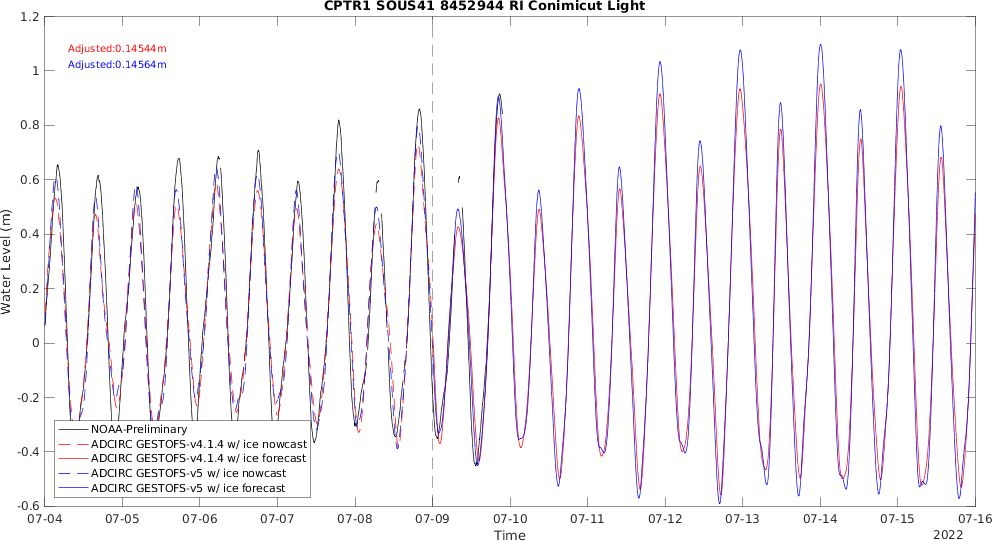 CPTR1 SOUS41 8452944 RI Conimicut Light
1.2
1
0.8
0.6
0.4
0.2
0
-0.2
-0.4
-0.6
Water Level (m)
Adjusted:0.14544m
Adjusted:0.14564m
NOAA-Preliminary
ADCIRC GESTOFS-v4.1.4 w/ ice nowcast
ADCIRC GESTOFS-v4.1.4 w/ ice forecast
ADCIRC GESTOFS-v5 w/ ice nowcast
ADCIRC GESTOFS-v5 w/ ice forecast
07-04 07-05 07-06 07-07 07-08 07-09 07-10 07-11 07-12 07-13 07-14 07-15 07-16
Time
2022